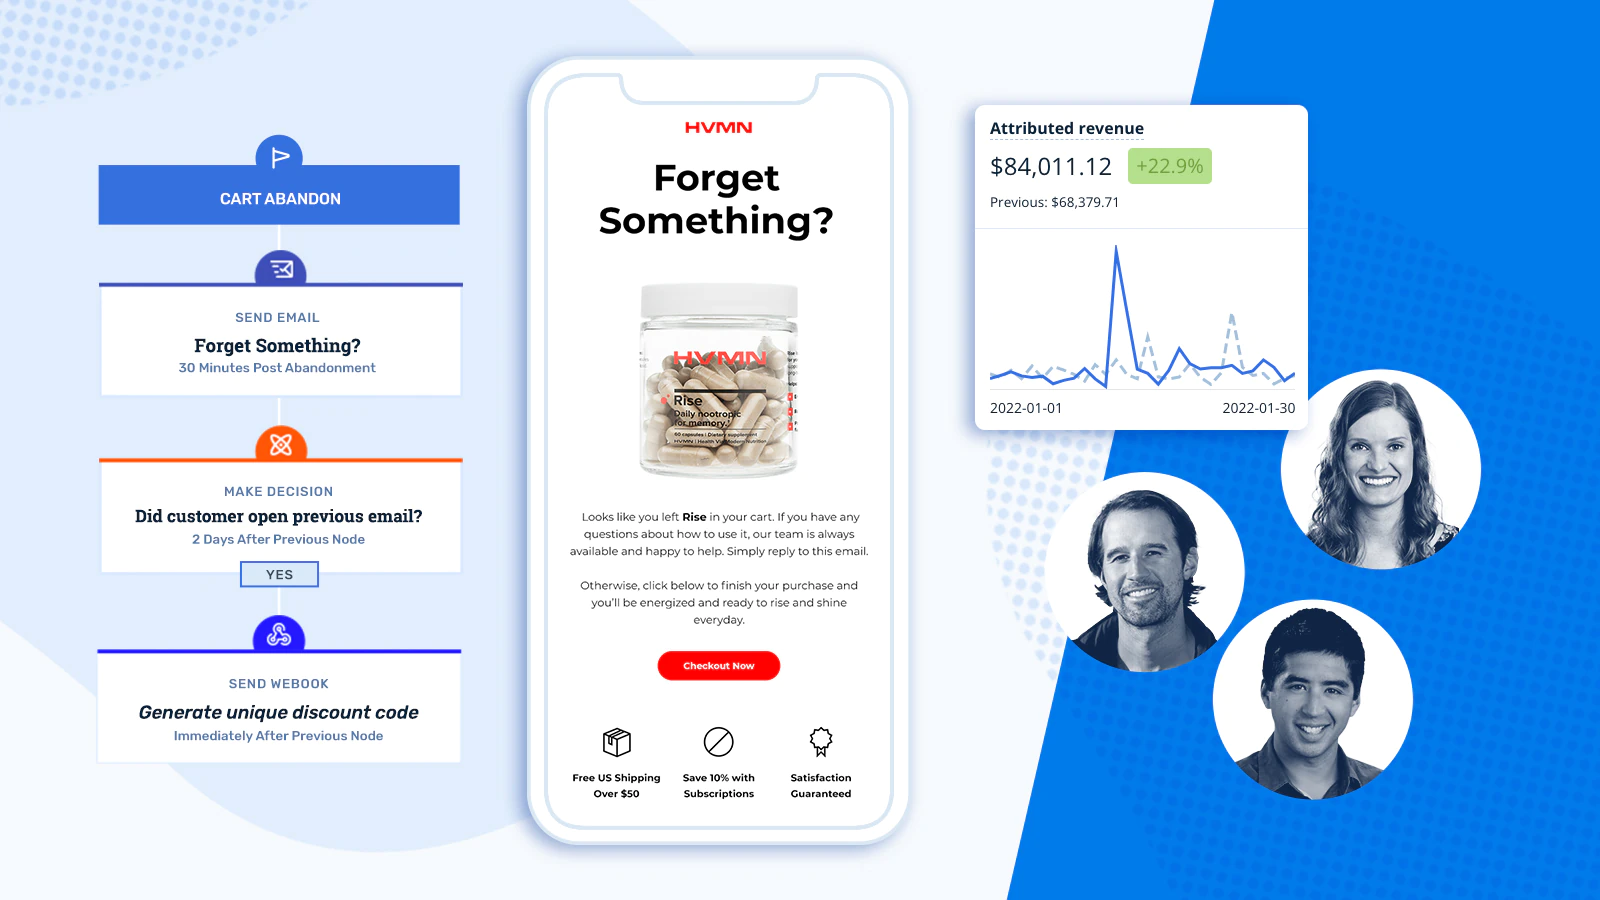 CART ABANDON
SEND EMAIL
Forget Something?
30 Minutes Post Abandonment
MAKE DECISION
Did customer open previous email?
2 Days After Previous Node
YES
SEND WEBOOK
Generate unique discount code
Immediately After Previous Node
HVMN
Forget
Something?
HVMN
Rise
Daily nootropic
for memory.
60 capsules | Dietary supplement
HVMN | Health Via Modern Nutrition
Looks like you left Rise in your cart. If you have any
questions about how to use it, our team is always
available and happy to help. Simply reply to this email.
Otherwise, click below to finish your purchase and
you'll be energized and ready to rise and shine
everyday.
Checkout Now
Free US Shipping
Over $50
Save 10% with
Subscriptions
Satisfaction
Guaranteed
Attributed revenue
$84,011.12 +22.9%
Previous: $68,379.71
2022-01-01 2022-01-30